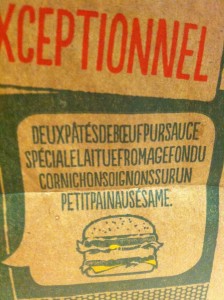 XCEPTIONNEL
DEUXPÂTÉSDEBŒUFPURSAUCE
SPÉCIALELAITUEFROMAGEFONDU
CORNICHONSOIGNONSSURUN
PETITPAINAUSÉSAME.